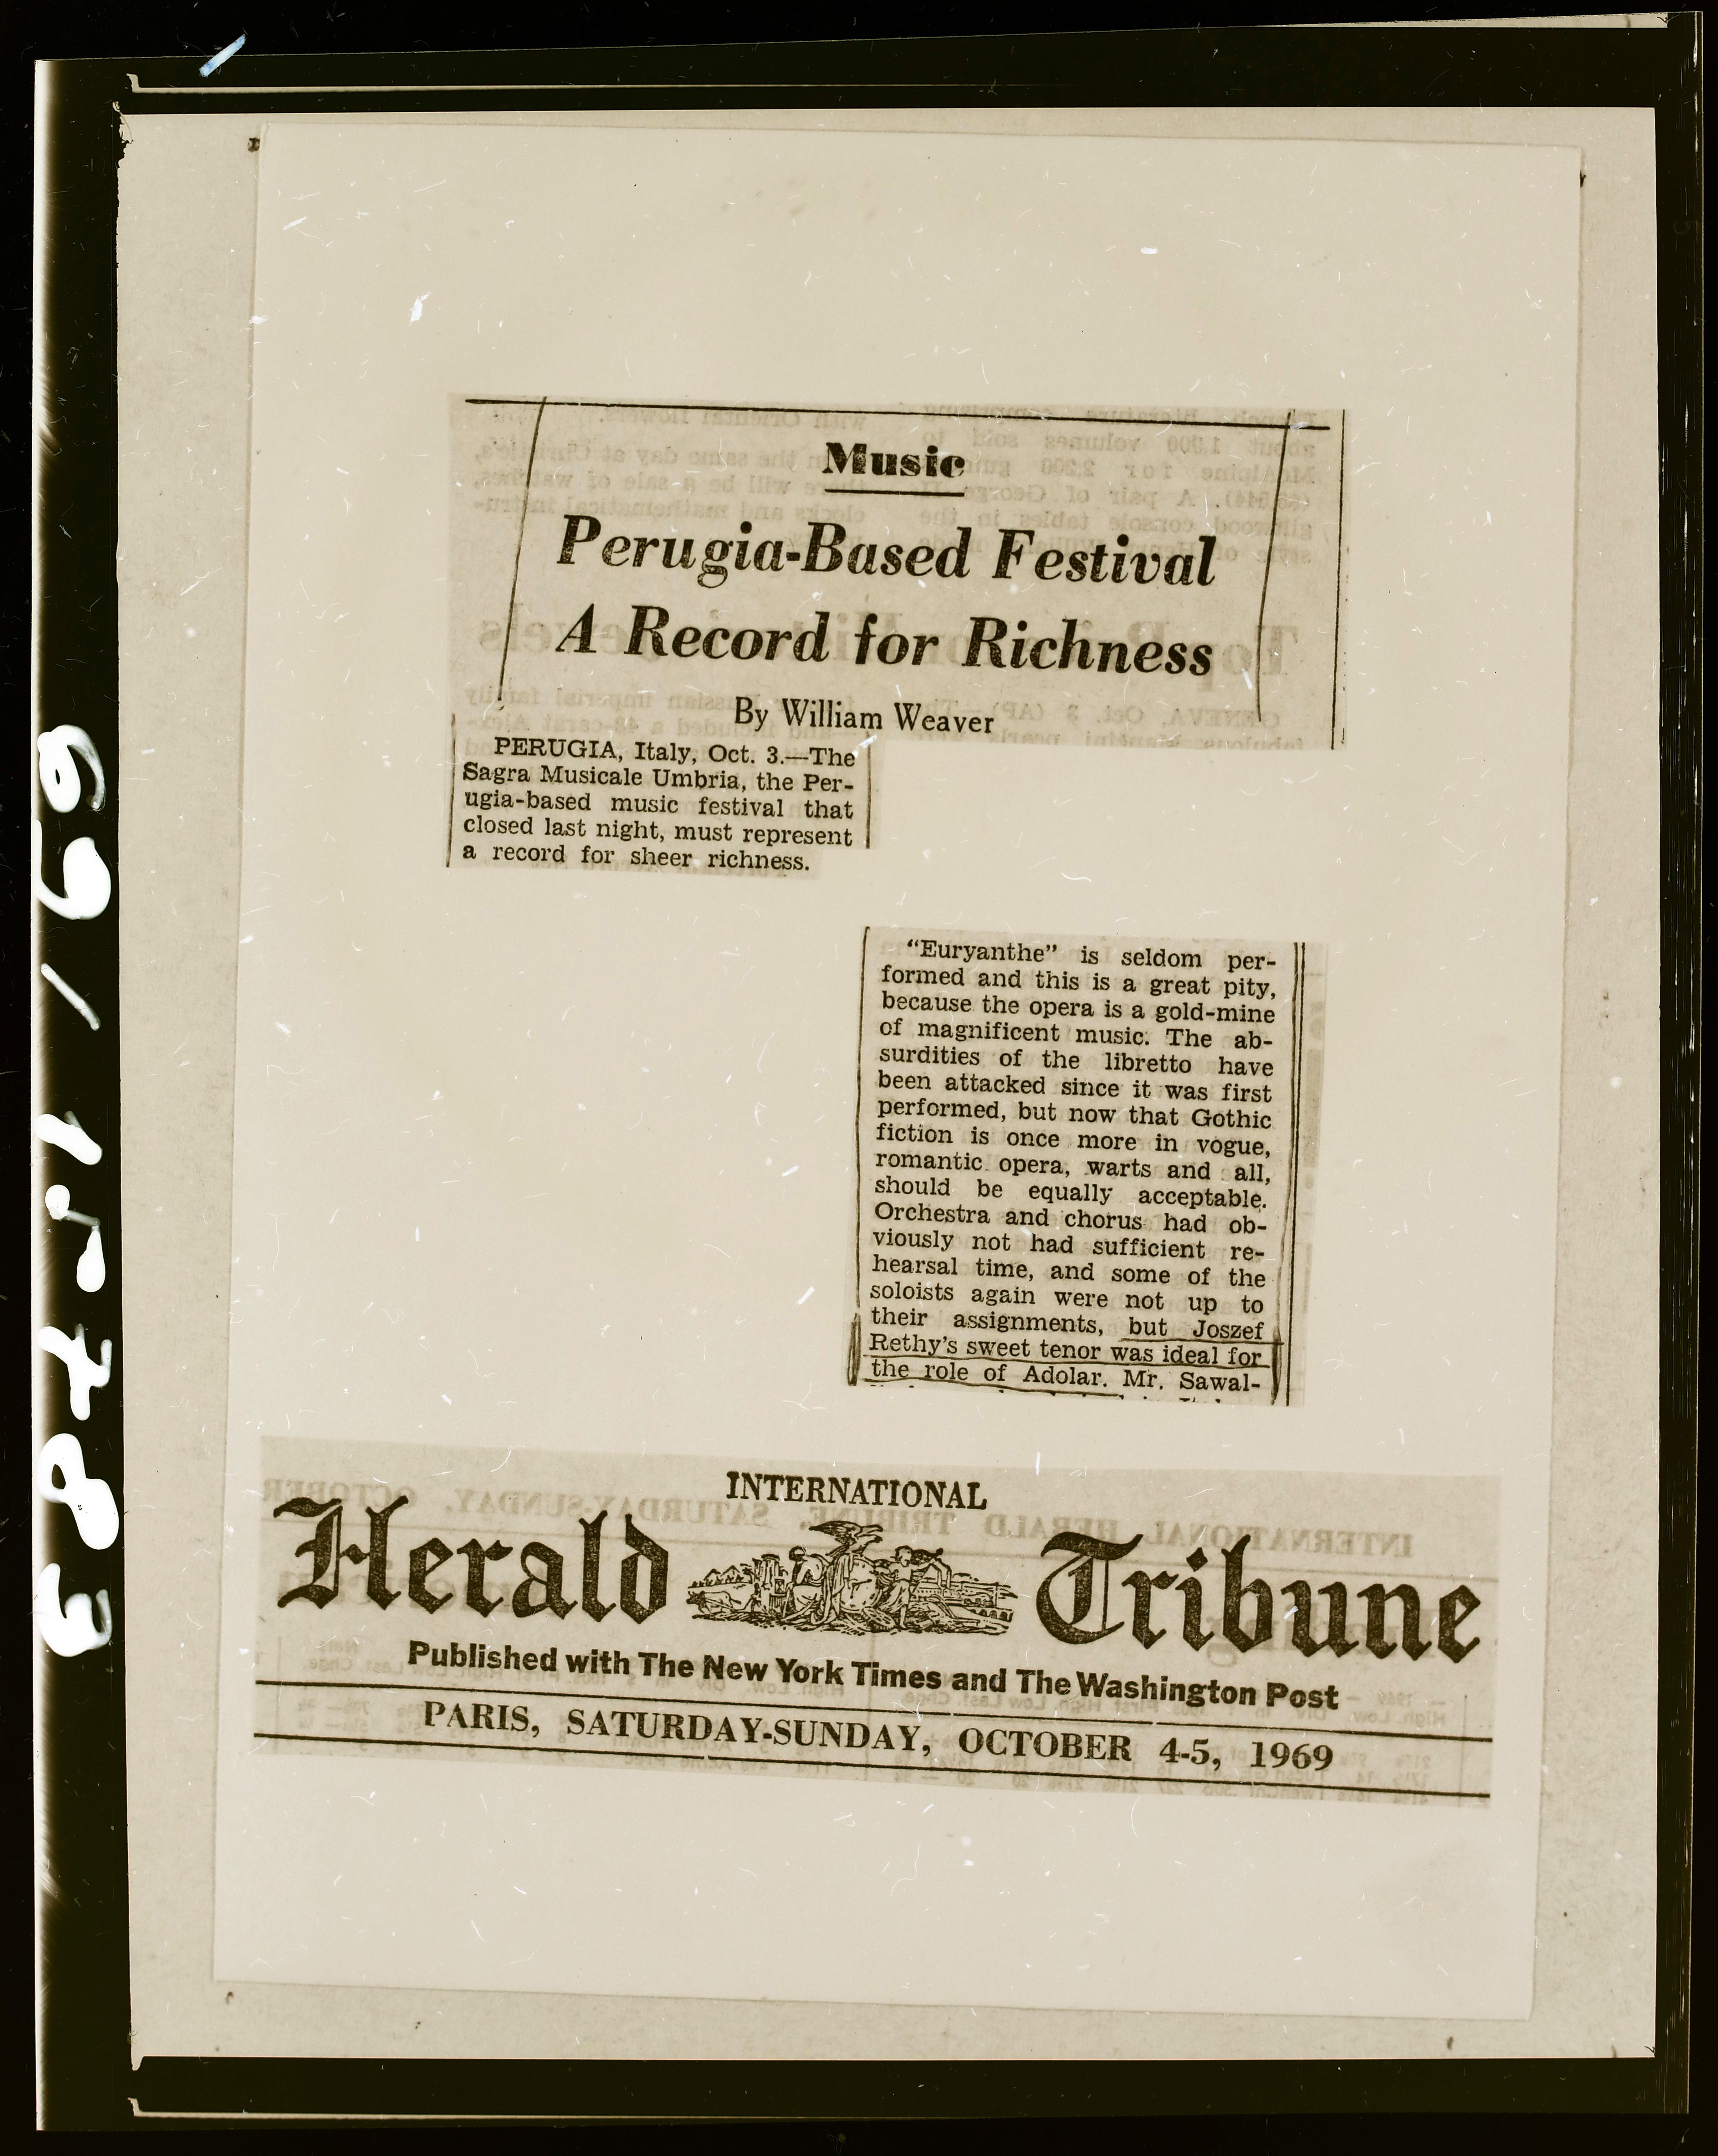 Music
Perugia-Based Festival
A Record for Richness
By William Weaver
PERUGIA, Italy, Oct. 3.—The
Sagra Musicale Umbria, the Per-
ugia-based music festival that
closed last night, must represent
a record for sheer richness.
“Euryanthe” is seldom per-
formed and this is a great pity,
because the opera is a gold-mine
of magnificent music. The ab-
surdities of the libretto have
been attacked since it was first
performed, but now that Gothic
fiction is once more in vogue,
romantic opera, warts and all,
should be equally acceptable.
Orchestra and chorus had ob-
viously not had sufficient re-
hearsal time, and some of the
soloists again were not up to
their assignments, but Joszef
Rethy’s sweet tenor was ideal for
the role of Adolar. Mr. Sawal-
INTERNATIONAL
Herald Tribune
Published with The New York Times and The Washington Post
PARIS, SATURDAY-SUNDAY, OCTOBER 4-5, 1969